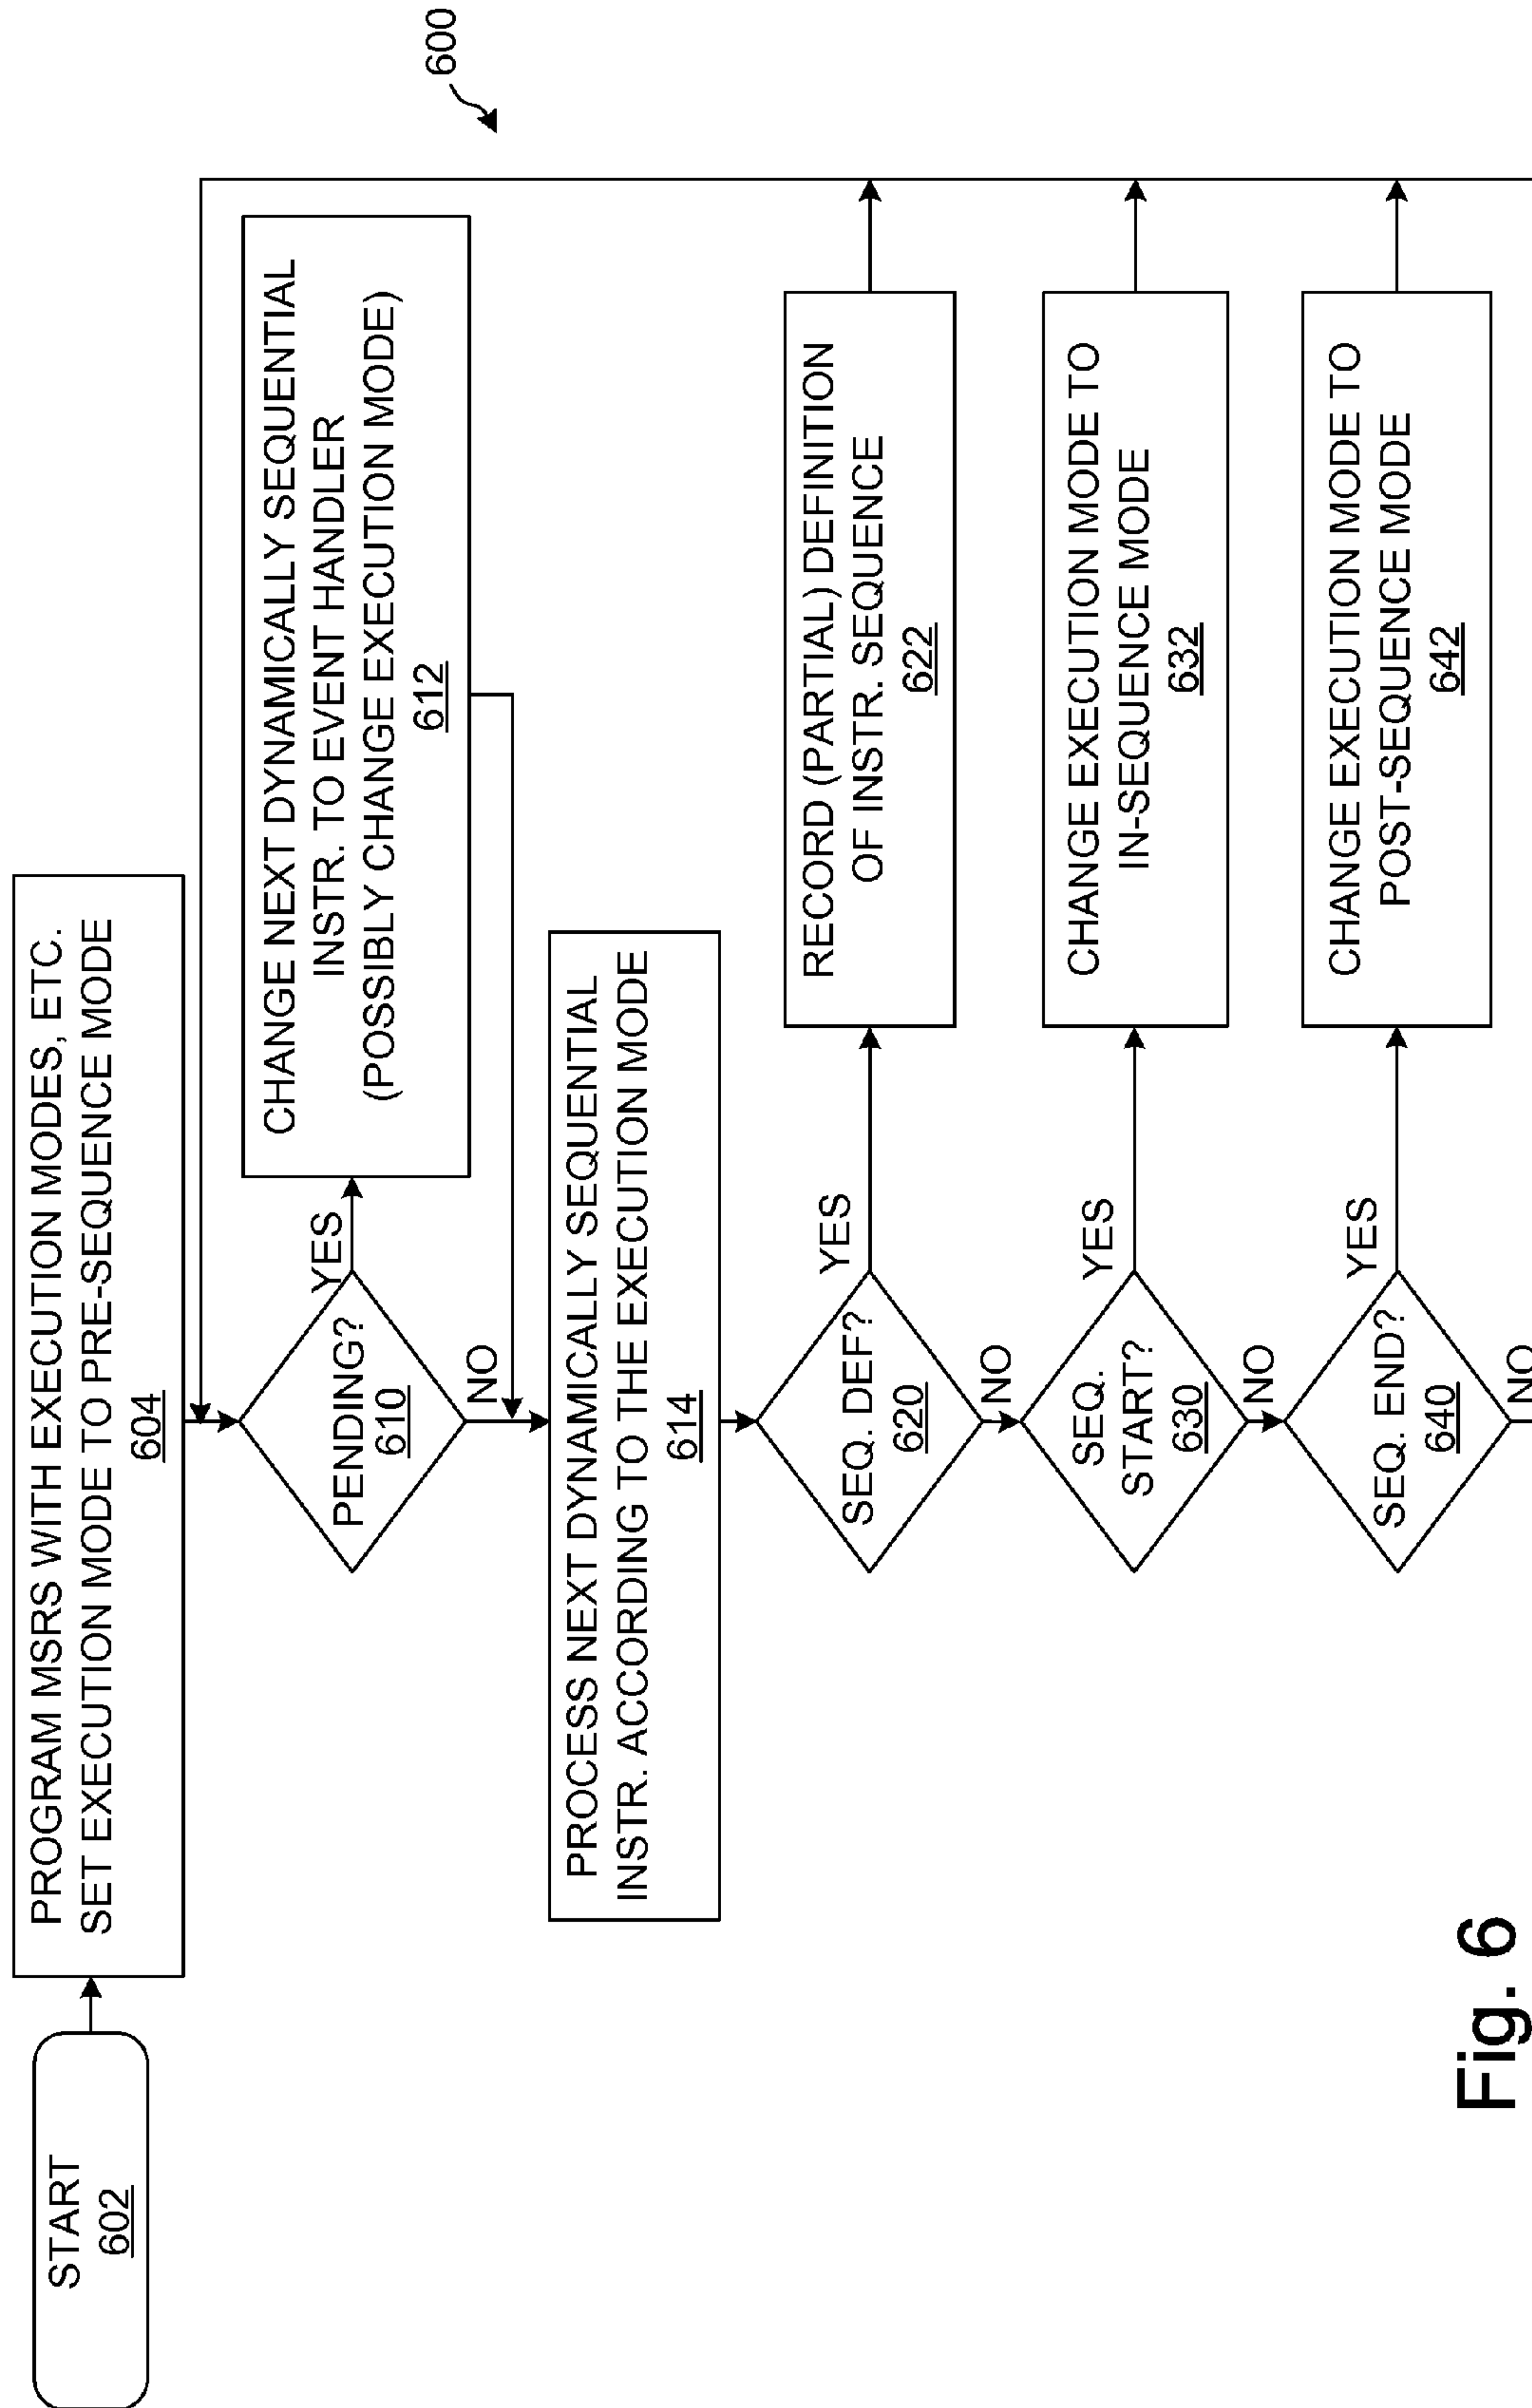 START
602
PROGRAM MSRS WITH EXECUTION MODES, ETC.
SET EXECUTION MODE TO PRE-SEQUENCE MODE
604
600
PENDING?
610
YES
NO
CHANGE NEXT DYNAMICALLY SEQUENTIAL
INSTR. TO EVENT HANDLER
(POSSIBLY CHANGE EXECUTION MODE)
612
PROCESS NEXT DYNAMICALLY SEQUENTIAL
INSTR. ACCORDING TO THE EXECUTION MODE
614
SEQ. DEF?
620
YES
NO
RECORD (PARTIAL) DEFINITION
OF INSTR. SEQUENCE
622
SEQ.
START?
630
YES
NO
CHANGE EXECUTION MODE TO
IN-SEQUENCE MODE
632
SEQ. END?
640
YES
NO
CHANGE EXECUTION MODE TO
POST-SEQUENCE MODE
642
Fig. 6